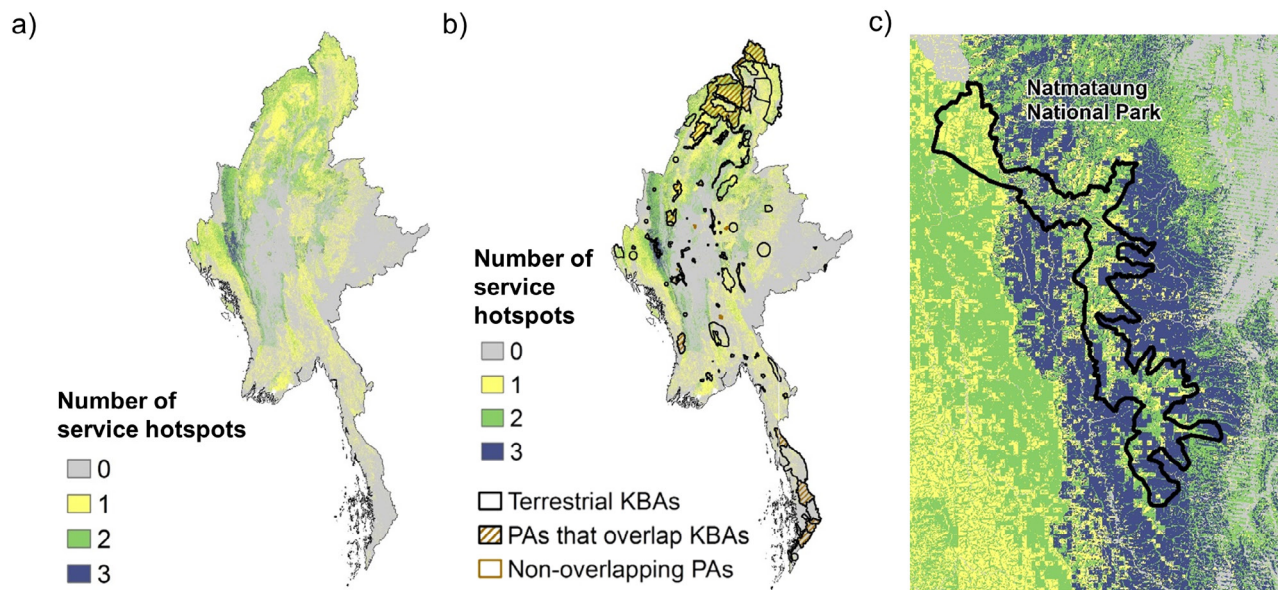 a)
Number of
service hotspots
0
1
2
3
b)
Number of
service
hotspots
0
1
2
3
Terrestrial KBAs
PAs that overlap KBAs
Non-overlapping PAs
c)
Natmataung
National Park